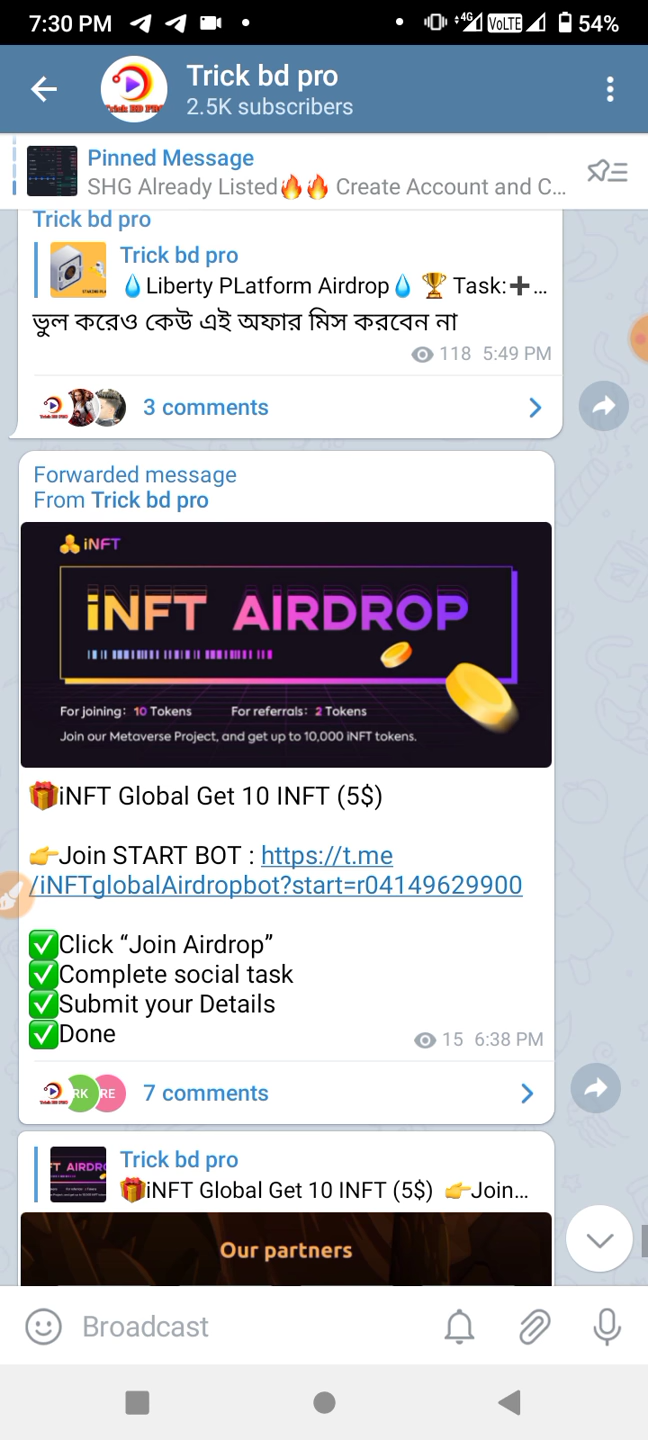 7:30 PM
4G VoLTE 54%
Trick bd pro
2.5K subscribers
Pinned Message
SHG Already Listed🔥🔥 Create Account and C...
Trick bd pro
Trick bd pro
💧Liberty PLatform Airdrop💧 🏆 Task:➕...
ভুল করেও কেউ এই অফার মিস করবেন না
118 5:49 PM
3 comments
Forwarded message
From Trick bd pro
iNFT
iNFT AIRDROP
For joining: 10 Tokens For referrals: 2 Tokens
Join our Metaverse Project, and get up to 10,000 iNFT tokens.
🎁iNFT Global Get 10 INFT (5$)
👉Join START BOT : https://t.me
/iNFTglobalAirdropbot?start=r04149629900
✅Click “Join Airdrop”
✅Complete social task
✅Submit your Details
✅Done
15 6:38 PM
RK RE
7 comments
Trick bd pro
🎁iNFT Global Get 10 INFT (5$) 👉Join...
Our partners
Broadcast